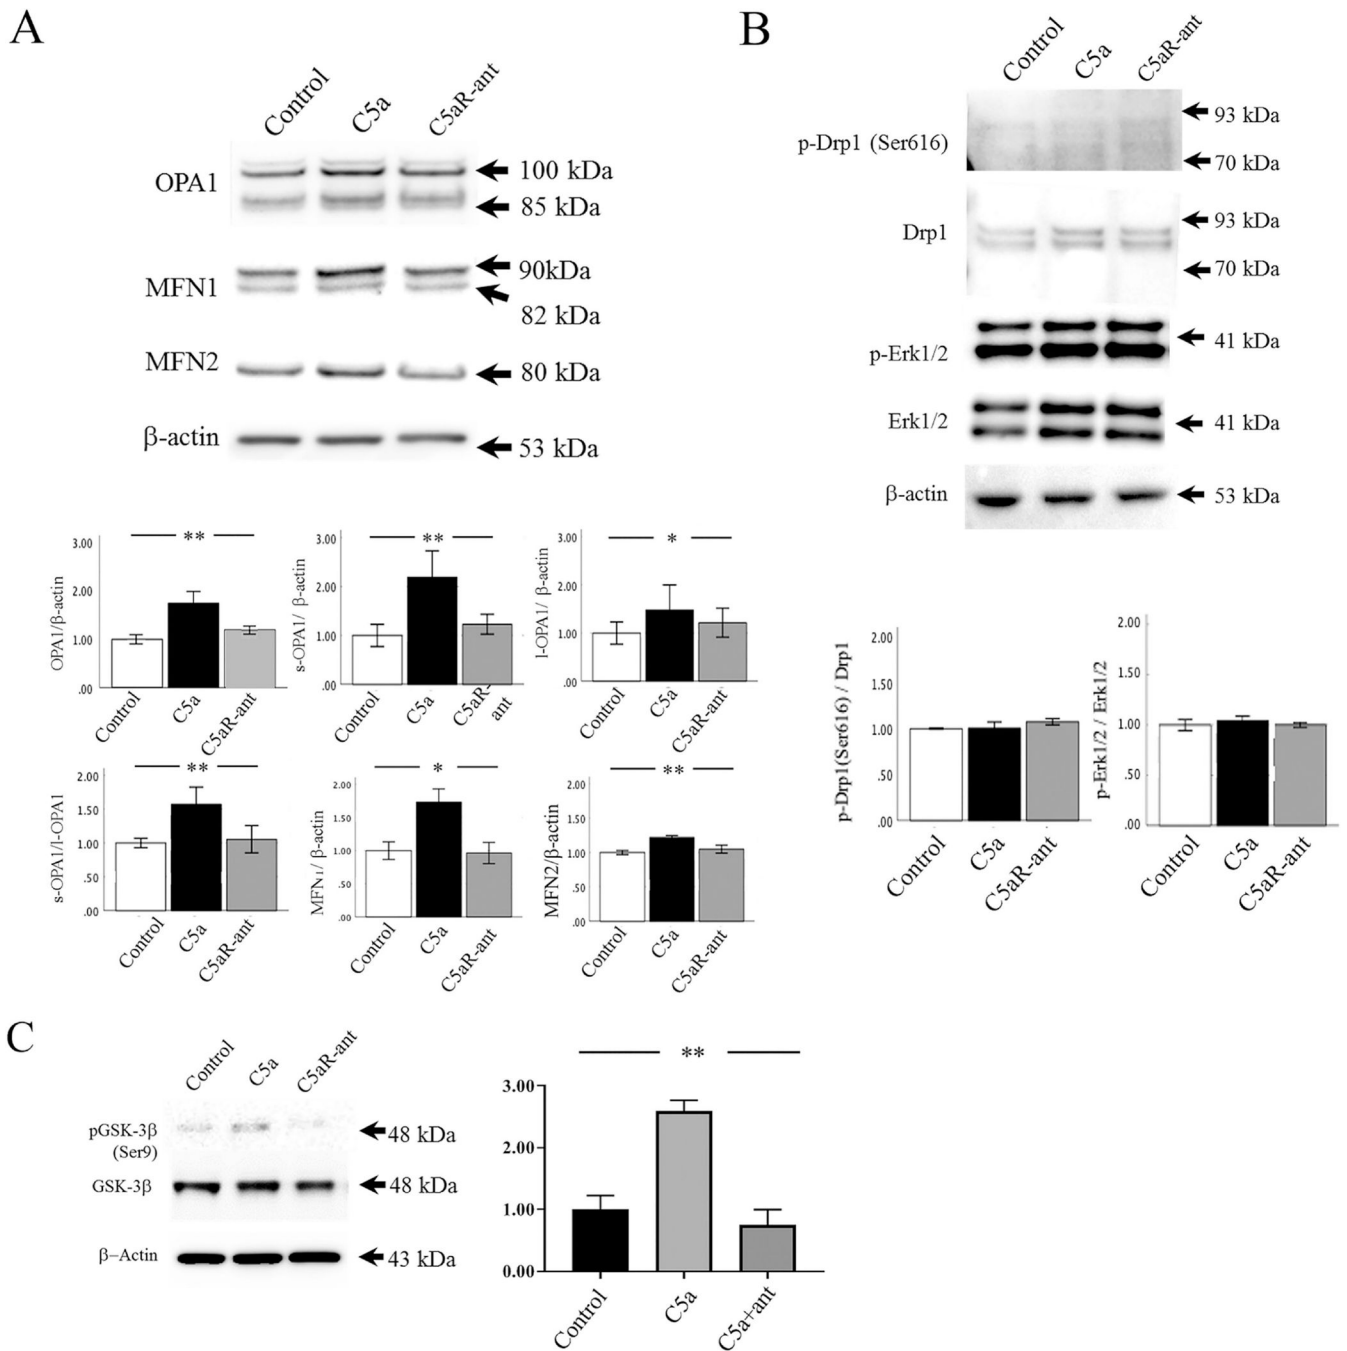 A
Control
C5a
C5aR-ant
OPA1
100 kDa
85 kDa
MFN1
90kDa
82 kDa
MFN2
80 kDa
β-actin
53 kDa
B
Control
C5a
C5aR-ant
p-Drp1 (Ser616)
93 kDa
70 kDa
Drp1
93 kDa
70 kDa
p-Erk1/2
41 kDa
Erk1/2
41 kDa
β-actin
53 kDa
**
OPA1/β-actin
3.00
2.00
1.00
.00
Control
C5a
C5aR-ant
**
s-OPA1/ β-actin
3.00
2.00
1.00
.00
Control
C5a
C5aR-
ant
*
l-OPA1/ β-actin
3.00
2.00
1.00
.00
Control
C5a
C5aR-ant
**
s-OPA1/l-OPA1
2.00
1.50
1.00
.50
.00
Control
C5a
C5aR-ant
*
MFN1/ β-actin
2.00
1.50
1.00
.50
.00
Control
C5a
C5aR-ant
**
MFN2/β-actin
2.00
1.50
1.00
.50
.00
Control
C5a
C5aR-ant
p-Drp1(Ser616) / Drp1
2.00
1.50
1.00
.50
.00
Control
C5a
C5aR-ant
p-Erk1/2 / Erk1/2
2.00
1.50
1.00
.50
.00
Control
C5a
C5aR-ant
C
Control
C5a
C5aR-ant
pGSK-3β
(Ser9)
48 kDa
GSK-3β
48 kDa
β−Actin
43 kDa
**
3.00
2.00
1.00
0.00
Control
C5a
C5a+ant